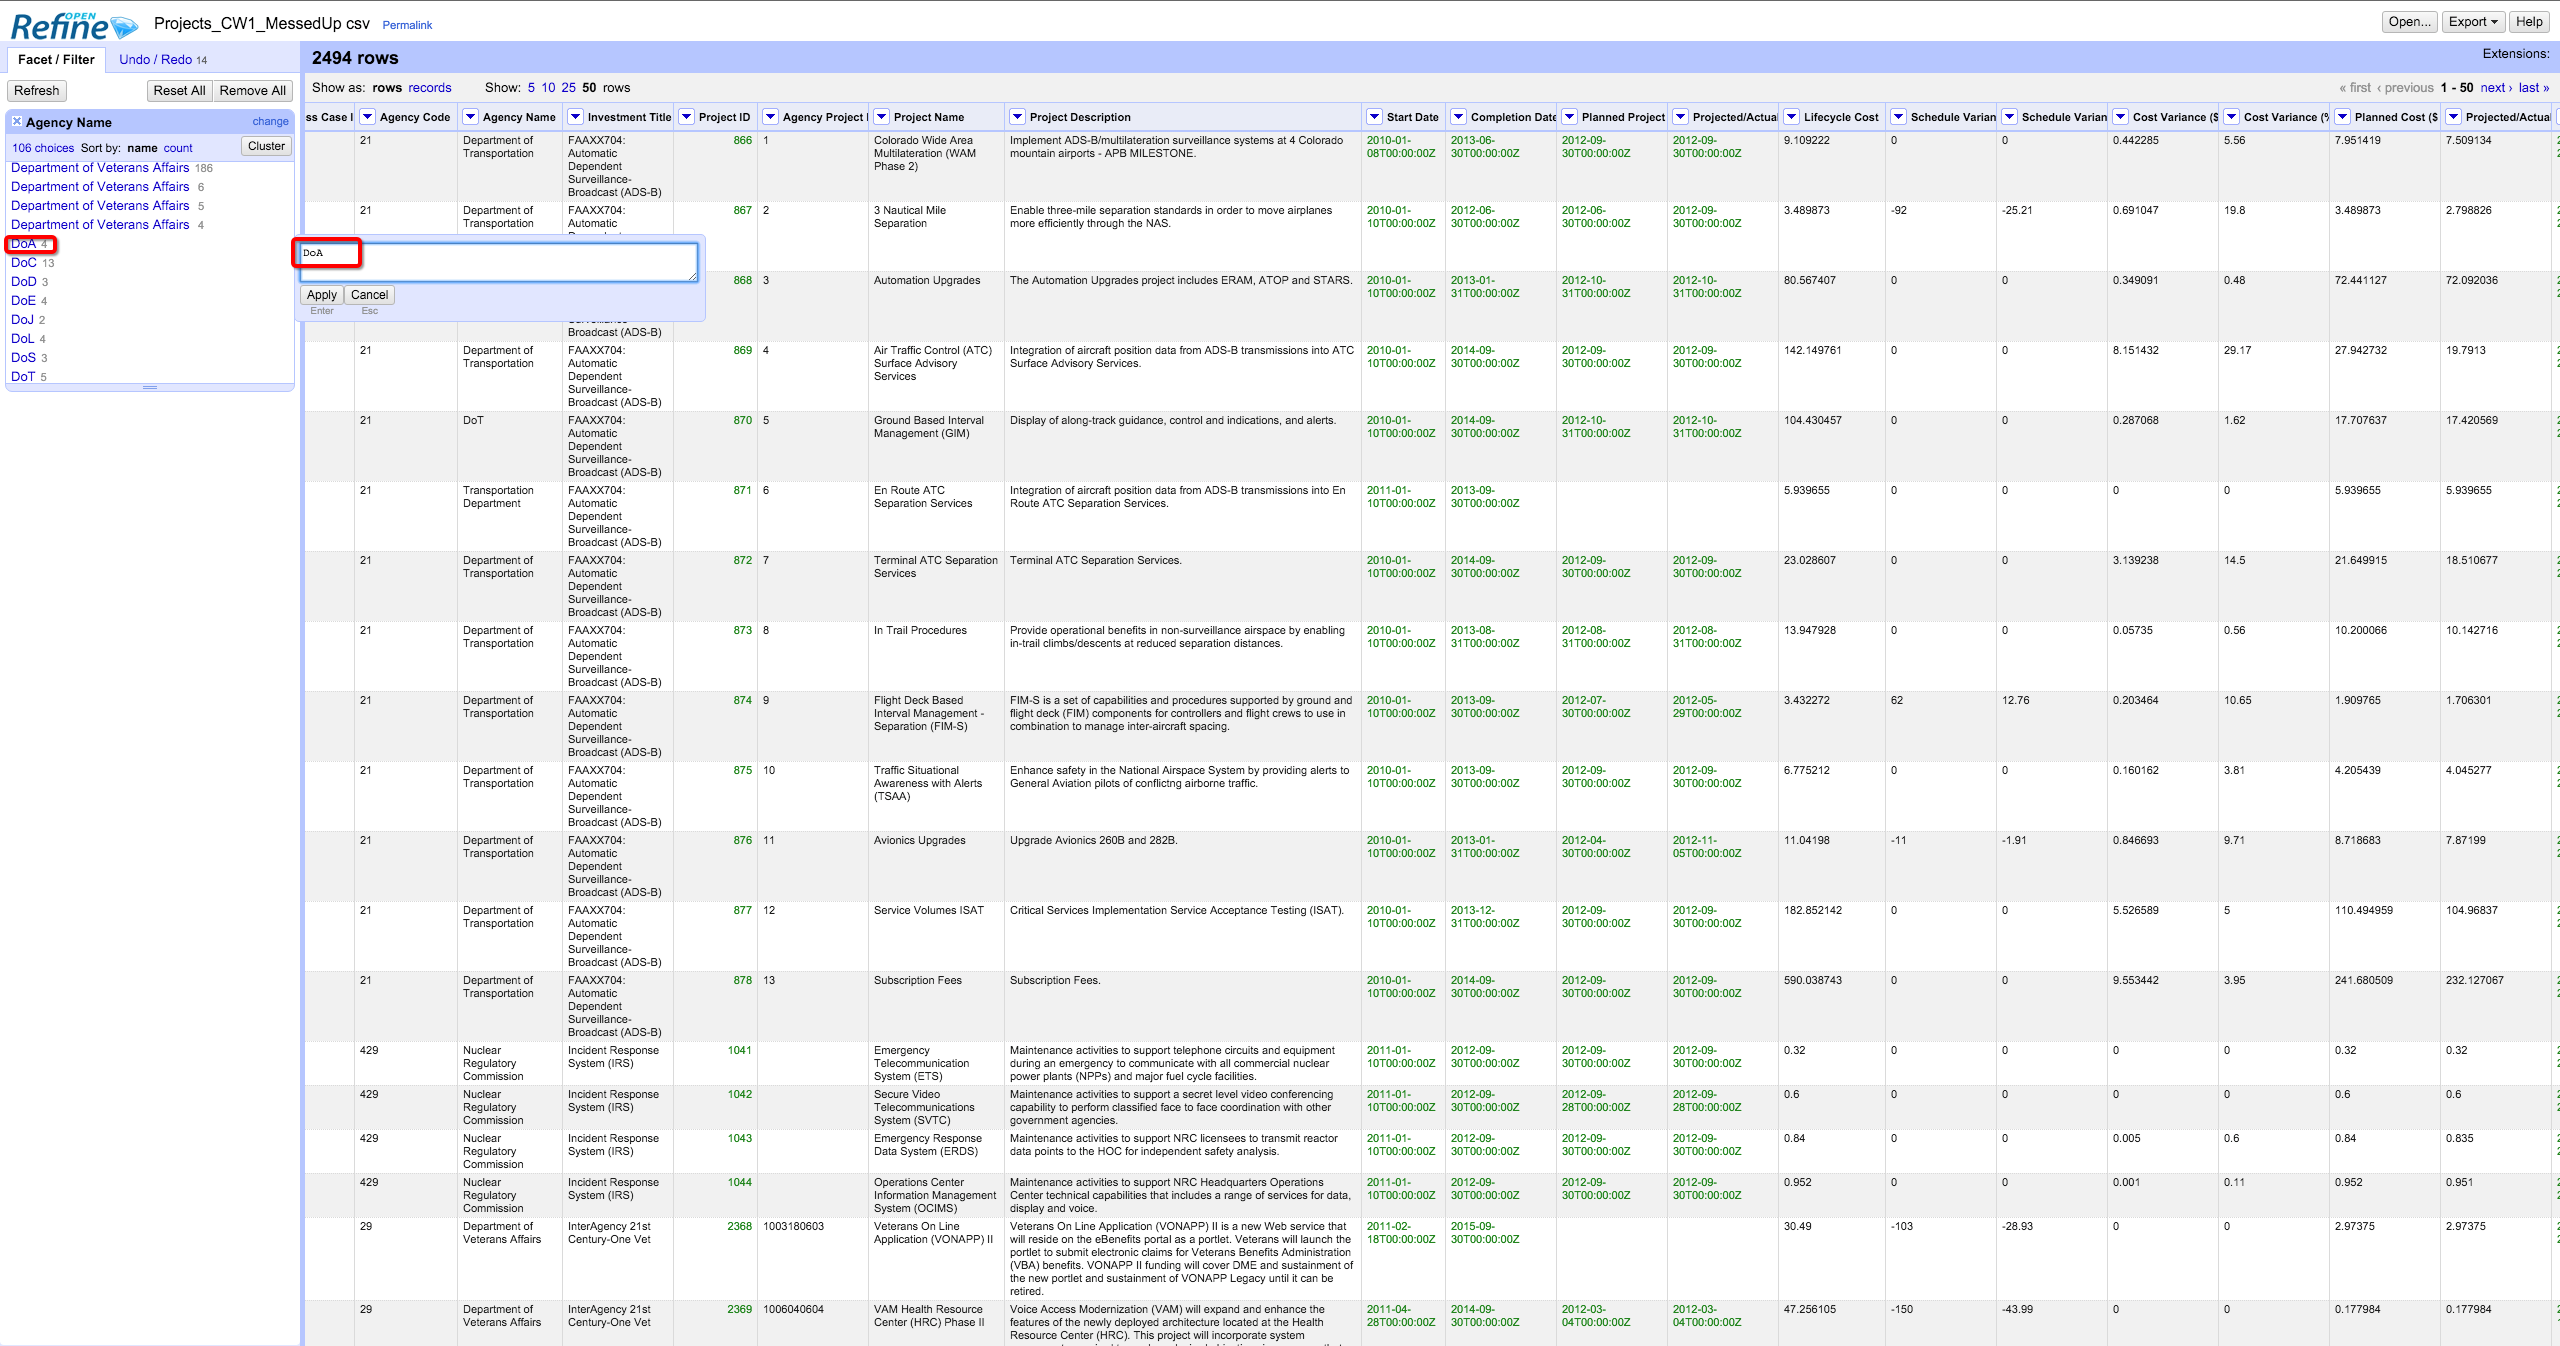 OPEN
Refine
Projects_CW1_MessedUp csv Permalink
Open... Export Help
Facet / Filter Undo / Redo 14
2494 rows
Extensions:
Refresh Reset All Remove All
Show as: rows records Show: 5 10 25 50 rows
« first ‹ previous 1 - 50 next › last »
Agency Name change
106 choices Sort by: name count Cluster
Department of Veterans Affairs 186
Department of Veterans Affairs 6
Department of Veterans Affairs 5
Department of Veterans Affairs 4
DoA 4
DoC 13
DoD 3
DoE 4
DoJ 2
DoL 4
DoS 3
DoT 5
DoA
Apply Cancel
Enter Esc
ss Case I Agency Code Agency Name Investment Title Project ID Agency Project I Project Name Project Description Start Date Completion Date Planned Project Projected/Actual Lifecycle Cost Schedule Varian Schedule Varian Cost Variance ($ Cost Variance (% Planned Cost ($ Projected/Actual
21 Department of FAAXX704: 866 1 Colorado Wide Area Implement ADS-B/multilateration surveillance systems at 4 Colorado 2010-01- 2013-06- 2012-09- 2012-09- 9.109222 0 0 0.442285 5.56 7.951419 7.509134
Transportation Automatic Multilateration (WAM mountain airports - APB MILESTONE. 08T00:00:00Z 30T00:00:00Z 30T00:00:00Z 30T00:00:00Z
Dependent Phase 2)
Surveillance-
Broadcast (ADS-B)
21 Department of FAAXX704: 867 2 3 Nautical Mile Enable three-mile separation standards in order to move airplanes 2010-01- 2012-06- 2012-09- 2012-09- 3.489873 -92 -25.21 0.691047 19.8 3.489873 2.798826
Transportation Automatic Separation more efficiently through the NAS. 10T00:00:00Z 30T00:00:00Z 30T00:00:00Z 30T00:00:00Z
868 3 Automation Upgrades The Automation Upgrades project includes ERAM, ATOP and STARS. 2010-01- 2013-01- 2012-10- 2012-10- 80.567407 0 0 0.349091 0.48 72.441127 72.092036
10T00:00:00Z 31T00:00:00Z 31T00:00:00Z 31T00:00:00Z
Broadcast (ADS-B)
21 Department of FAAXX704: 869 4 Air Traffic Control (ATC) Integration of aircraft position data from ADS-B transmissions into ATC 2010-01- 2014-09- 2012-09- 2012-09- 142.149761 0 0 8.151432 29.17 27.942732 19.7913
Transportation Automatic Surface Advisory Surface Advisory Services. 10T00:00:00Z 30T00:00:00Z 30T00:00:00Z 30T00:00:00Z
Dependent Services
Surveillance-
Broadcast (ADS-B)
21 DoT FAAXX704: 870 5 Ground Based Interval Display of along-track guidance, control and indications, and alerts. 2010-01- 2014-09- 2012-10- 2012-10- 104.430457 0 0 0.287068 1.62 17.707637 17.420569
Automatic Management (GIM) 10T00:00:00Z 30T00:00:00Z 31T00:00:00Z 31T00:00:00Z
Dependent
Surveillance-
Broadcast (ADS-B)
21 Transportation FAAXX704: 871 6 En Route ATC Integration of aircraft position data from ADS-B transmissions into En 2011-01- 2013-09- 5.939655 0 0 0 0 5.939655 5.939655
Department Automatic Separation Services Route ATC Separation Services. 10T00:00:00Z 30T00:00:00Z
Dependent
Surveillance-
Broadcast (ADS-B)
21 Department of FAAXX704: 872 7 Terminal ATC Separation Terminal ATC Separation Services. 2010-01- 2014-09- 2012-09- 2012-09- 23.028607 0 0 3.139238 14.5 21.649915 18.510677
Transportation Automatic Services 10T00:00:00Z 30T00:00:00Z 30T00:00:00Z 30T00:00:00Z
Dependent
Surveillance-
Broadcast (ADS-B)
21 Department of FAAXX704: 873 8 In Trail Procedures Provide operational benefits in non-surveillance airspace by enabling 2010-01- 2013-08- 2012-08- 2012-08- 13.947928 0 0 0.05735 0.56 10.200066 10.142716
Transportation Automatic in-trail climbs/descents at reduced separation distances. 10T00:00:00Z 31T00:00:00Z 31T00:00:00Z 31T00:00:00Z
Dependent
Surveillance-
Broadcast (ADS-B)
21 Department of FAAXX704: 874 9 Flight Deck Based FIM-S is a set of capabilities and procedures supported by ground and 2010-01- 2013-09- 2012-07- 2012-05- 3.432272 62 12.76 0.203464 10.65 1.909765 1.706301
Transportation Automatic Interval Management - flight deck (FIM) components for controllers and flight crews to use in 10T00:00:00Z 30T00:00:00Z 30T00:00:00Z 29T00:00:00Z
Dependent Separation (FIM-S) combination to manage inter-aircraft spacing.
Surveillance-
Broadcast (ADS-B)
21 Department of FAAXX704: 875 10 Traffic Situational Enhance safety in the National Airspace System by providing alerts to 2010-01- 2013-09- 2012-09- 2012-09- 6.775212 0 0 0.160162 3.81 4.205439 4.045277
Transportation Automatic Awareness with Alerts General Aviation pilots of conflictng airborne traffic. 10T00:00:00Z 30T00:00:00Z 30T00:00:00Z 30T00:00:00Z
Dependent (TSAA)
Surveillance-
Broadcast (ADS-B)
21 Department of FAAXX704: 876 11 Avionics Upgrades Upgrade Avionics 260B and 282B. 2010-01- 2013-01- 2012-04- 2012-11- 11.04198 -11 -1.91 0.846693 9.71 8.718683 7.87199
Transportation Automatic 10T00:00:00Z 31T00:00:00Z 30T00:00:00Z 05T00:00:00Z
Dependent
Surveillance-
Broadcast (ADS-B)
21 Department of FAAXX704: 877 12 Service Volumes ISAT Critical Services Implementation Service Acceptance Testing (ISAT). 2010-01- 2013-12- 2012-09- 2012-09- 182.852142 0 0 5.526589 5 110.494959 104.96837
Transportation Automatic 10T00:00:00Z 31T00:00:00Z 30T00:00:00Z 30T00:00:00Z
Dependent
Surveillance-
Broadcast (ADS-B)
21 Department of FAAXX704: 878 13 Subscription Fees Subscription Fees. 2010-01- 2014-09- 2012-09- 2012-09- 590.038743 0 0 9.553442 3.95 241.680509 232.127067
Transportation Automatic 10T00:00:00Z 30T00:00:00Z 30T00:00:00Z 30T00:00:00Z
Dependent
Surveillance-
Broadcast (ADS-B)
429 Nuclear Incident Response 1041 Emergency Maintenance activities to support telephone circuits and equipment 2011-01- 2012-09- 2012-09- 2012-09- 0.32 0 0 0 0 0.32 0.32
Regulatory System (IRS) Telecommunication during an emergency to communicate with all commercial nuclear 10T00:00:00Z 30T00:00:00Z 30T00:00:00Z 30T00:00:00Z
Commission System (ETS) power plants (NPPs) and major fuel cycle facilities.
429 Nuclear Incident Response 1042 Secure Video Maintenance activities to support a secret level video conferencing 2011-01- 2012-09- 2012-09- 2012-09- 0.6 0 0 0 0 0.6 0.6
Regulatory System (IRS) Telecommunications capability to perform classified face to face coordination with other 10T00:00:00Z 30T00:00:00Z 28T00:00:00Z 28T00:00:00Z
Commission System (SVTC) government agencies.
429 Nuclear Incident Response 1043 Emergency Response Maintenance activities to support NRC licensees to transmit reactor 2011-01- 2012-09- 2012-09- 2012-09- 0.84 0 0 0.005 0.6 0.84 0.835
Regulatory System (IRS) Data System (ERDS) data points to the HOC for independent safety analysis. 10T00:00:00Z 30T00:00:00Z 30T00:00:00Z 30T00:00:00Z
Commission
429 Nuclear Incident Response 1044 Operations Center Maintenance activities to support NRC Headquarters Operations 2011-01- 2012-09- 2012-09- 2012-09- 0.952 0 0 0.001 0.11 0.952 0.951
Regulatory System (IRS) Information Management Center technical capabilities that includes a range of services for data, 10T00:00:00Z 30T00:00:00Z 30T00:00:00Z 30T00:00:00Z
Commission System (OCIMS) display and voice.
29 Department of InterAgency 21st 2368 1003180603 Veterans On Line Veterans On Line Application (VONAPP) II is a new Web service that 2011-02- 2015-09- 30.49 -103 -28.93 0 0 2.97375 2.97375
Veterans Affairs Century-One Vet Application (VONAPP) II will reside on the eBenefits portal as a portlet. Veterans will launch the 18T00:00:00Z 30T00:00:00Z
portlet to submit electronic claims for Veterans Benefits Administration
(VBA) benefits. VONAPP II funding will cover DME and sustainment of
the new portlet and sustainment of VONAPP Legacy until it can be
retired.
29 Department of InterAgency 21st 2369 1006040604 VAM Health Resource Voice Access Modernization (VAM) will expand and enhance the 2011-04- 2014-09- 2012-03- 2012-03- 47.256105 -150 -43.99 0 0 0.177984 0.177984
Veterans Affairs Century-One Vet Center (HRC) Phase II features of the newly deployed architecture located at the Health 28T00:00:00Z 30T00:00:00Z 04T00:00:00Z 04T00:00:00Z
Resource Center (HRC). This project will incorporate system